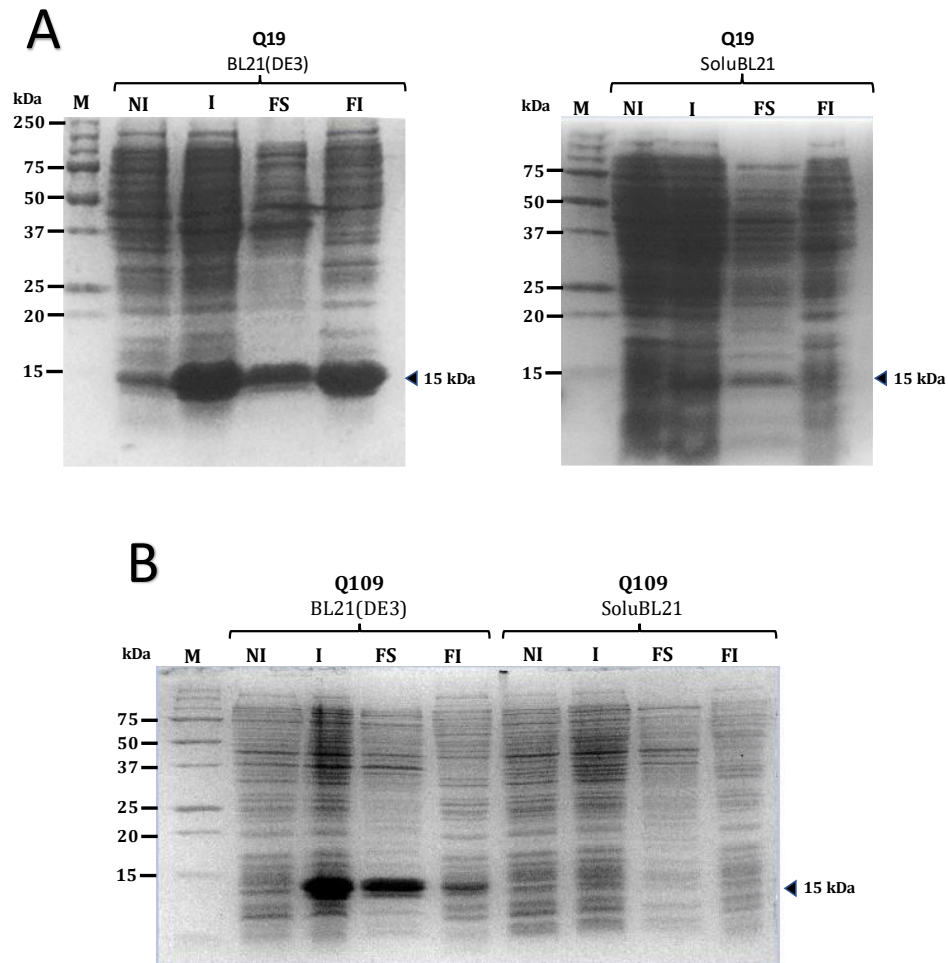 A
Q19
BL21(DE3)
kDa M NI I FS FI
250
75
50
37
25
20
15
15 kDa
Q19
SoluBL21
kDa M NI I FS FI
75
50
37
25
20
15
15 kDa
B
Q109
BL21(DE3)
Q109
SoluBL21
kDa M NI I FS FI NI I FS FI
75
50
37
25
20
15
15 kDa